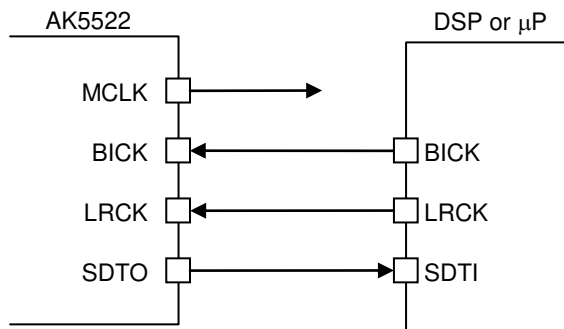 AK5522
DSP or μP
MCLK
BICK
BICK
LRCK
LRCK
SDTO
SDTI